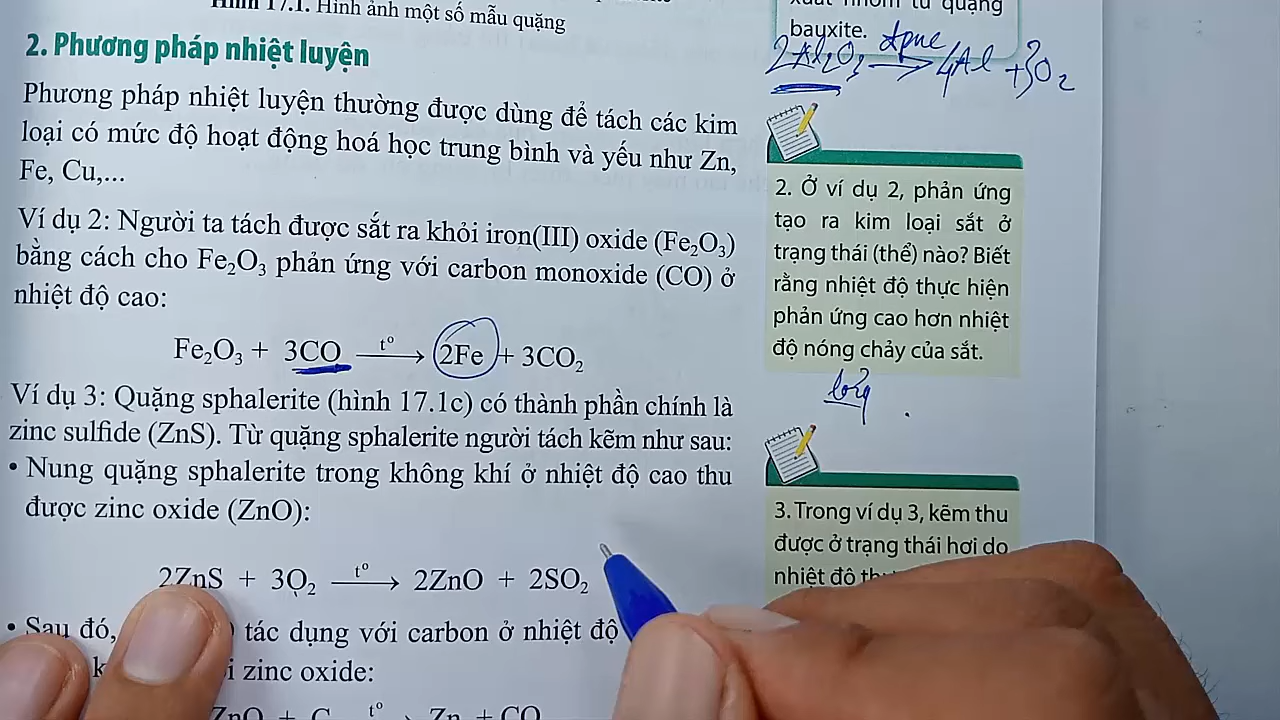 Hình 17.1. Hình ảnh một số mẫu quặng
2. Phương pháp nhiệt luyện
Phương pháp nhiệt luyện thường được dùng để tách các kim
loại có mức độ hoạt động hoá học trung bình và yếu như Zn,
Fe, Cu,...
Ví dụ 2: Người ta tách được sắt ra khỏi iron(III) oxide (Fe₂O₃)
bằng cách cho Fe₂O₃ phản ứng với carbon monoxide (CO) ở
nhiệt độ cao:
Fe₂O₃ + 3CO —t°→ 2Fe + 3CO₂
Ví dụ 3: Quặng sphalerite (hình 17.1c) có thành phần chính là
zinc sulfide (ZnS). Từ quặng sphalerite người tách kẽm như sau:
• Nung quặng sphalerite trong không khí ở nhiệt độ cao thu
được zinc oxide (ZnO):
2ZnS + 3O₂ —t°→ 2ZnO + 2SO₂
• Sau đó, tác dụng với carbon ở nhiệt độ
zinc oxide:
ZnO + C —t°→ Zn + CO
xuất nhôm từ quặng
bauxite.
2Al₂O₃ —đpnc→ 4Al + 3O₂
2. Ở ví dụ 2, phản ứng
tạo ra kim loại sắt ở
trạng thái (thể) nào? Biết
rằng nhiệt độ thực hiện
phản ứng cao hơn nhiệt
độ nóng chảy của sắt.
lỏng
3. Trong ví dụ 3, kẽm thu
được ở trạng thái hơi do
nhiệt độ